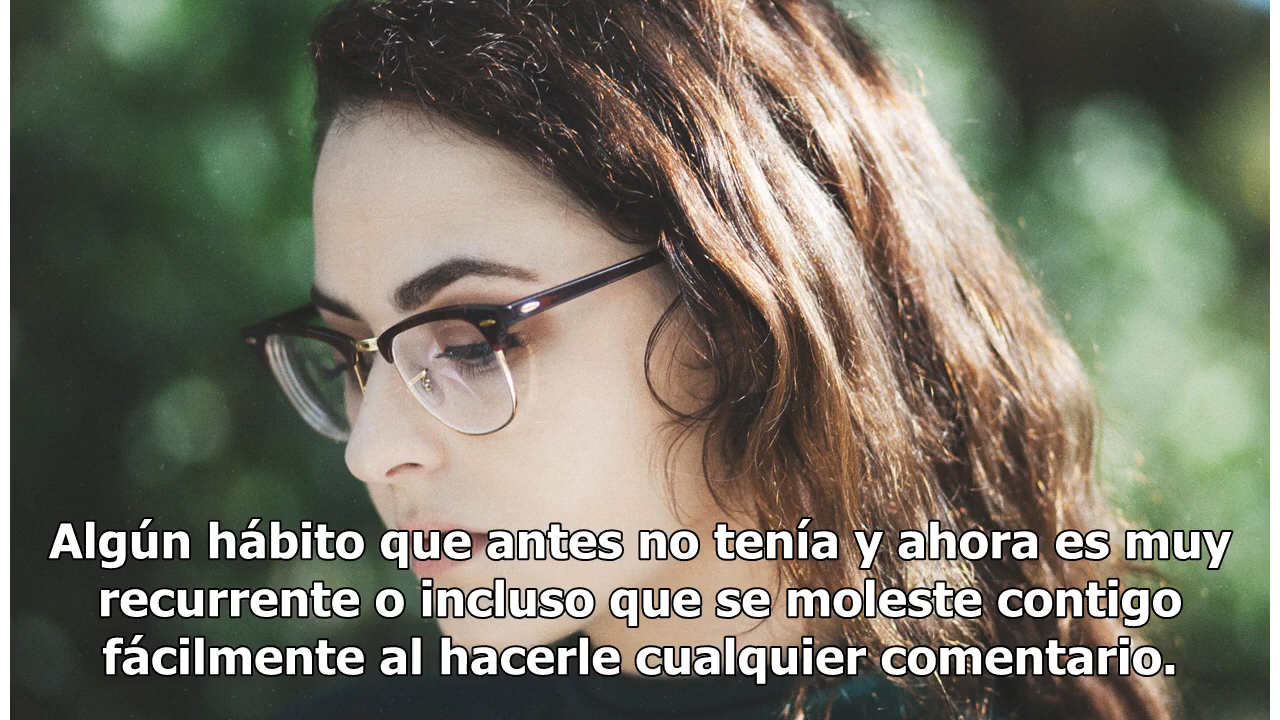 Algún hábito que antes no tenía y ahora es muy
recurrente o incluso que se moleste contigo
fácilmente al hacerle cualquier comentario.